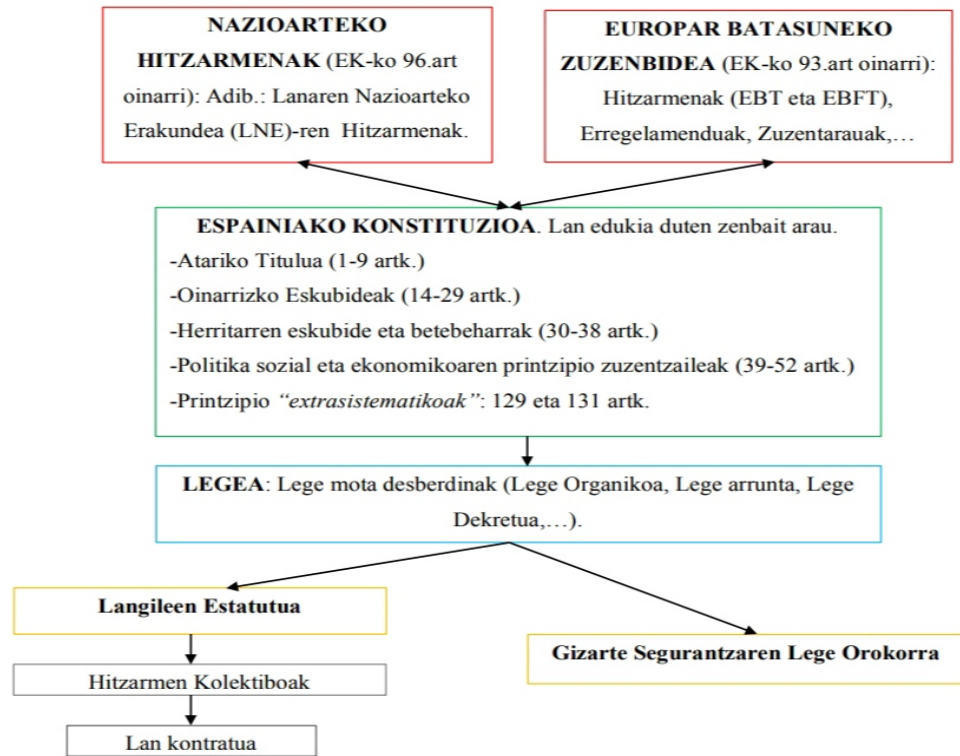 NAZIOARTEKO
HITZARMENAK (EK-ko 96.art
oinarri): Adib.: Lanaren Nazioarteko
Erakundea (LNE)-ren Hitzarmenak.
EUROPAR BATASUNEKO
ZUZENBIDEA (EK-ko 93.art oinarri):
Hitzarmenak (EBT eta EBFT),
Erregelamenduak, Zuzentarauak,…
ESPAINIAKO KONSTITUZIOA. Lan edukia duten zenbait arau.
-Atariko Titulua (1-9 artk.)
-Oinarrizko Eskubideak (14-29 artk.)
-Herritarren eskubide eta betebeharrak (30-38 artk.)
-Politika sozial eta ekonomikoaren printzipio zuzentzaileak (39-52 artk.)
-Printzipio “extrasistematikoak”: 129 eta 131 artk.
LEGEA: Lege mota desberdinak (Lege Organikoa, Lege arrunta, Lege
Dekretua,…).
Langileen Estatutua
Gizarte Segurantzaren Lege Orokorra
Hitzarmen Kolektiboak
Lan kontratua